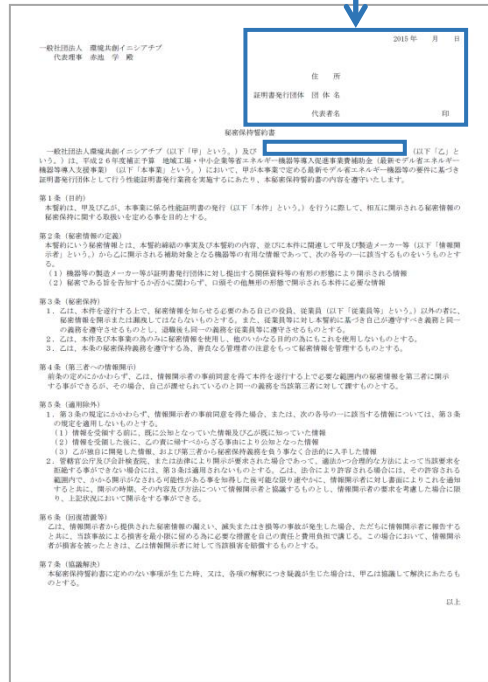 2015年　月　日
一般社団法人　環境共創イニシアチブ
代表理事　赤池　学　殿
住　所
証明書発行団体　団体名
代表者名　印
秘密保持誓約書
一般社団法人環境共創イニシアチブ（以下「甲」という。）及び　（以下「乙」と
いう。）は、平成２６年度補正予算　地域工場・中小企業等省エネルギー機器等導入促進事業費補助金（最新モデル省エネルギー
機器等導入支援事業）（以下「本事業」という。）において、甲が本事業で定める最新モデル省エネルギー機器等の要件に基づき
証明書発行団体として行う性能証明書発行業務を実施するにあたり、本秘密保持誓約書の内容を遵守いたします。
第１条（目的）
本誓約は、甲及び乙が、本事業に係る性能証明書の発行（以下「本件」という。）を行うに際して、相互に開示される秘密情報の
秘密保持に関する取扱いを定める事を目的とする。
第２条（秘密情報の定義）
本誓約にいう秘密情報とは、本誓約締結の事実及び本誓約の内容、並びに本件に関連して甲及び製造メーカー等（以下「情報開
示者」という。）から乙に開示される補助対象となる機器等の有用な情報であって、次の各号の一に該当するものをいうものとす
る。
（１）機器等の製造メーカー等が証明書発行団体に対し提出する関係資料等の有形の形態により開示される情報
（２）秘密である旨を告知するか否かに関わらず、口頭その他無形の形態で開示される本件に必要な情報
第３条（秘密保持）
１．乙は、本件を遂行する上で、秘密情報を知らせる必要のある自己の役員、従業員（以下「従業員等」という。）以外の者に、
秘密情報を開示または漏洩してはならないものとする。また、従業員等に対し本誓約に基づき自己が遵守すべき義務と同一
の義務を遵守させるものとし、退職後も同一の義務を従業員等に遵守させるものとする。
２．乙は、本件及び本事業の為のみに秘密情報を使用し、他のいかなる目的の為にもこれを使用しないものとする。
３．乙は、本条の秘密保持義務を遵守する為、善良なる管理者の注意をもって秘密情報を管理するものとする。
第４条（第三者への情報開示）
前条の定めにかかわらず、乙は、情報開示者の事前同意を得て本件を遂行する上で必要な範囲内の秘密情報を第三者に開示
する事ができるが、その場合、自己が課せられているのと同一の義務を当該第三者に対して課すものとする。
第５条（適用除外）
１．第３条の規定にかかわらず、情報開示者の事前同意を得た場合、または、次の各号の一に該当する情報については、第３条
の規定を適用しないものとする。
（１）情報を受領する前に、既に公知となっていた情報及び乙が既に知っていた情報
（２）情報を受領した後に、乙の責に帰すべからざる事由により公知となった情報
（３）乙が独自に開発した情報、および第三者から秘密保持義務を負う事なく合法的に入手した情報
２．管轄官公庁及び会計検査院、または法律により開示が要求された場合であって、適法かつ合理的な方法によって当該要求を
拒絶する事ができない場合には、第３条は適用されないものとする。乙は、法令により許容される場合には、その許容される
範囲内で、かかる開示がなされる可能性がある事を知得した後可能な限り速やかに、情報開示者に対し書面によりこれを通知
すると共に、開示の時期、その内容及び方法について情報開示者と協議するものとし、情報開示者の要求を考慮した場合に限
り、上記状況において開示をする事ができる。
第６条（回復措置等）
乙は、情報開示者から提供された秘密情報の漏えい、滅失またはき損等の事故が発生した場合、ただちに情報開示者に報告する
と共に、当該事故による損害を最小限に留める為に必要な措置を自己の責任と費用負担で講じる。この場合において、情報開示
者が損害を被ったときは、乙は情報開示者に対して当該損害を賠償するものとする。
第７条（協議解決）
本秘密保持誓約書に定めのない事項が生じた時、又は、各項の解釈につき疑義が生じた場合は、甲乙は協議して解決にあたるも
のとする。
以上